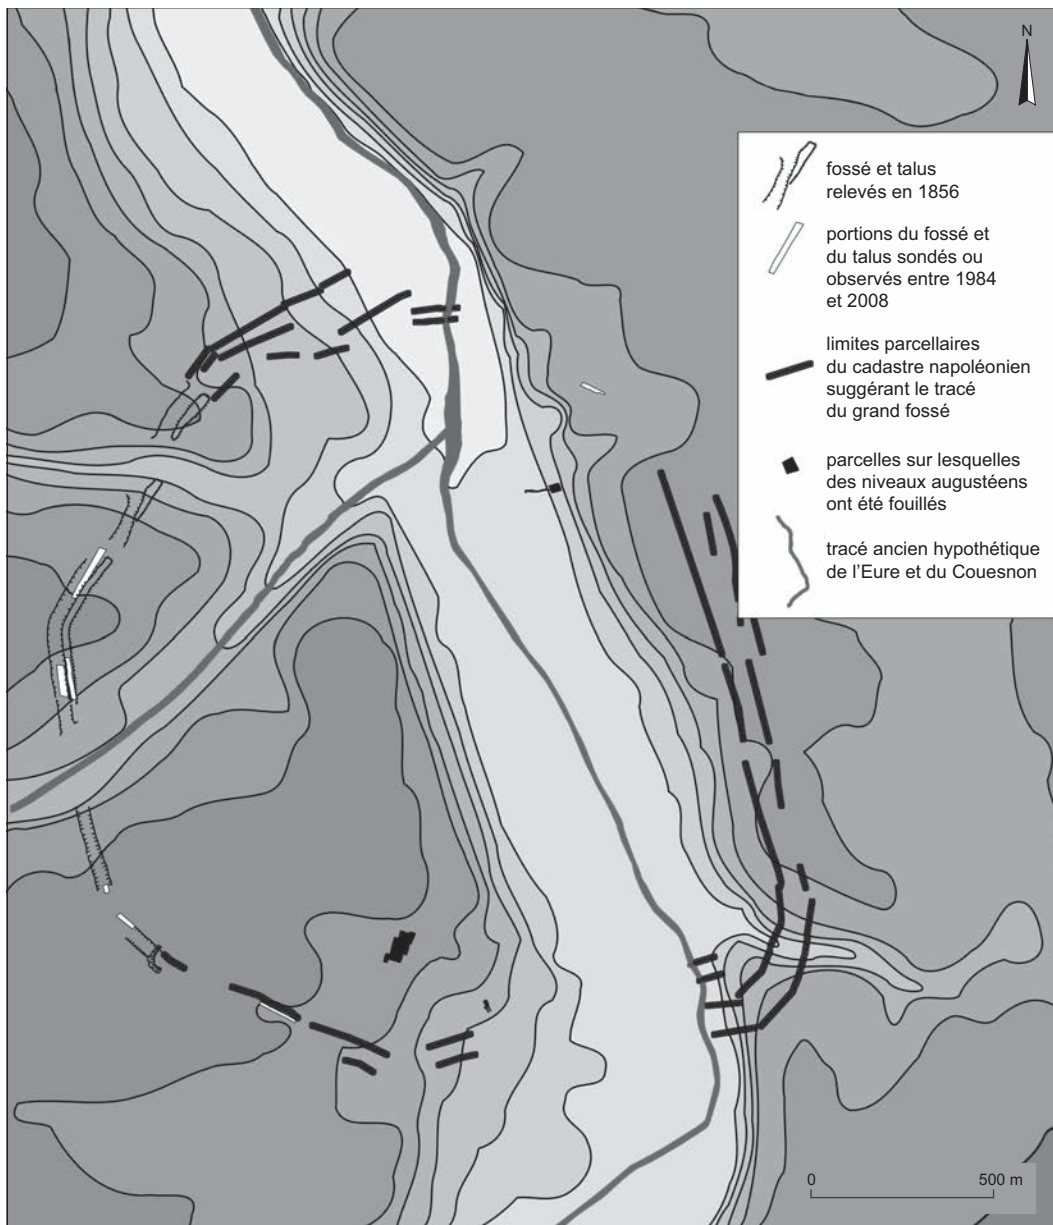 N
fossé et talus
relevés en 1856
portions du fossé et
du talus sondés ou
observés entre 1984
et 2008
limites parcellaires
du cadastre napoléonien
suggérant le tracé
du grand fossé
parcelles sur lesquelles
des niveaux augustéens
ont été fouillés
tracé ancien hypothétique
de l’Eure et du Couesnon
0 500 m